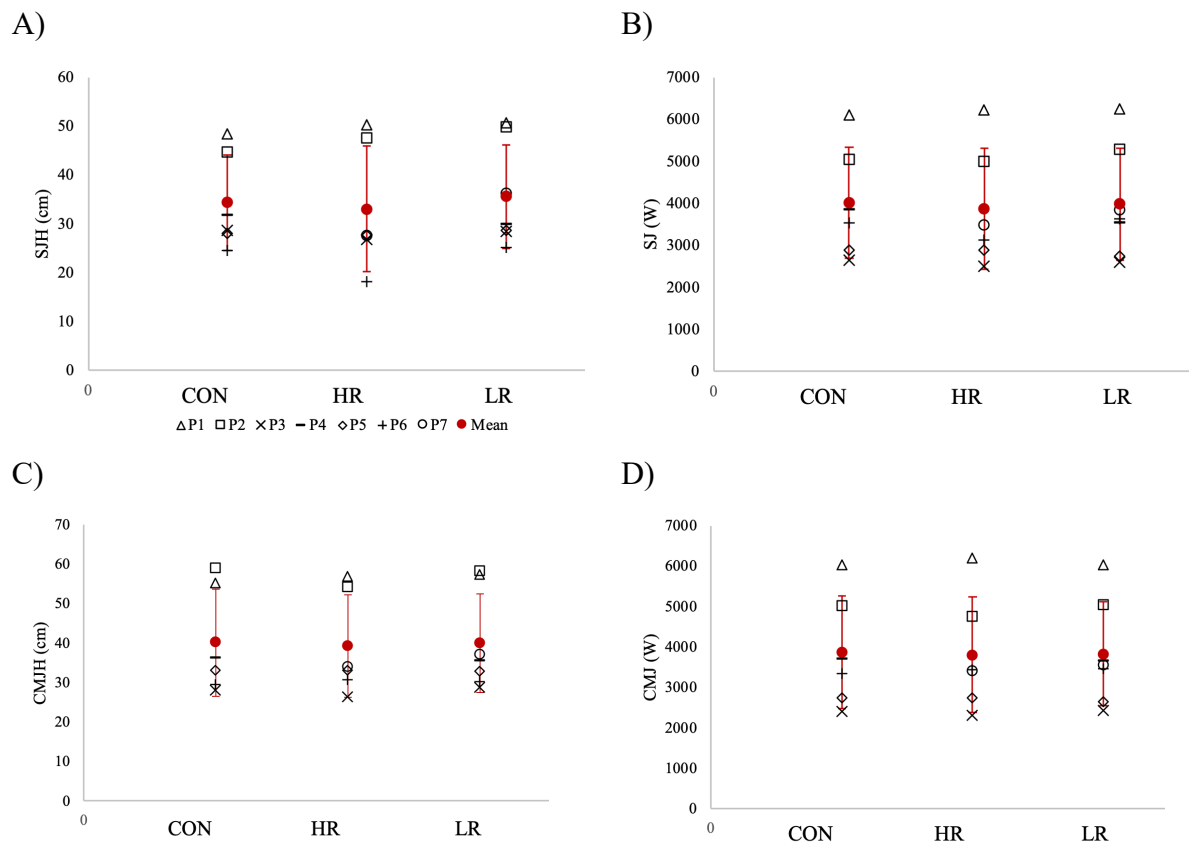 A)
60
50
40
30
20
10
0
SJH (cm)
0
CON HR LR
P1 P2 P3 P4 P5 P6 P7 Mean
B)
7000
6000
5000
4000
3000
2000
1000
0
SJ (W)
0
CON HR LR
C)
70
60
50
40
30
20
10
0
CMJH (cm)
0
CON HR LR
D)
7000
6000
5000
4000
3000
2000
1000
0
CMJ (W)
0
CON HR LR